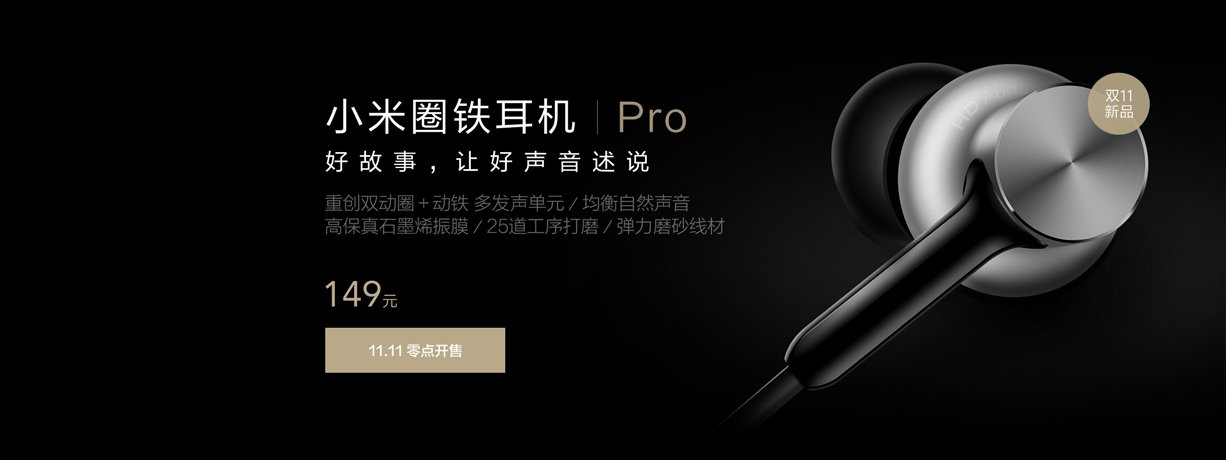 小米圈铁耳机 | Pro
好故事，让好声音述说
重创双动圈+动铁 多发声单元 / 均衡自然声音
高保真石墨烯振膜 / 25道工序打磨 / 弹力磨砂线材
149元
11.11 零点开售
双11
新品
HD Audio